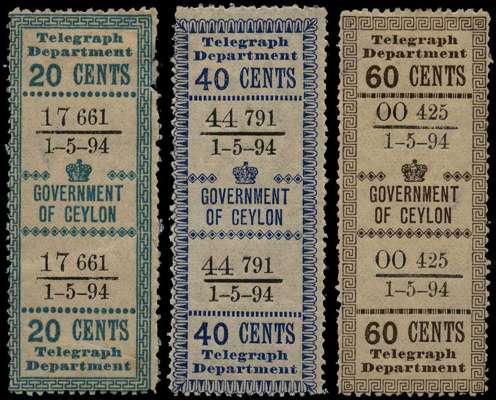 Telegraph
Department
20 CENTS
17 661
1-5-94
GOVERNMENT
OF CEYLON
17 661
1-5-94
20 CENTS
Telegraph
Department
Telegraph
Department
40 CENTS
44 791
1-5-94
GOVERNMENT
OF CEYLON
44 791
1-5-94
40 CENTS
Telegraph
Department
Telegraph
Department
60 CENTS
00 425
1-5-94
GOVERNMENT
OF CEYLON
00 425
1-5-94
60 CENTS
Telegraph
Department